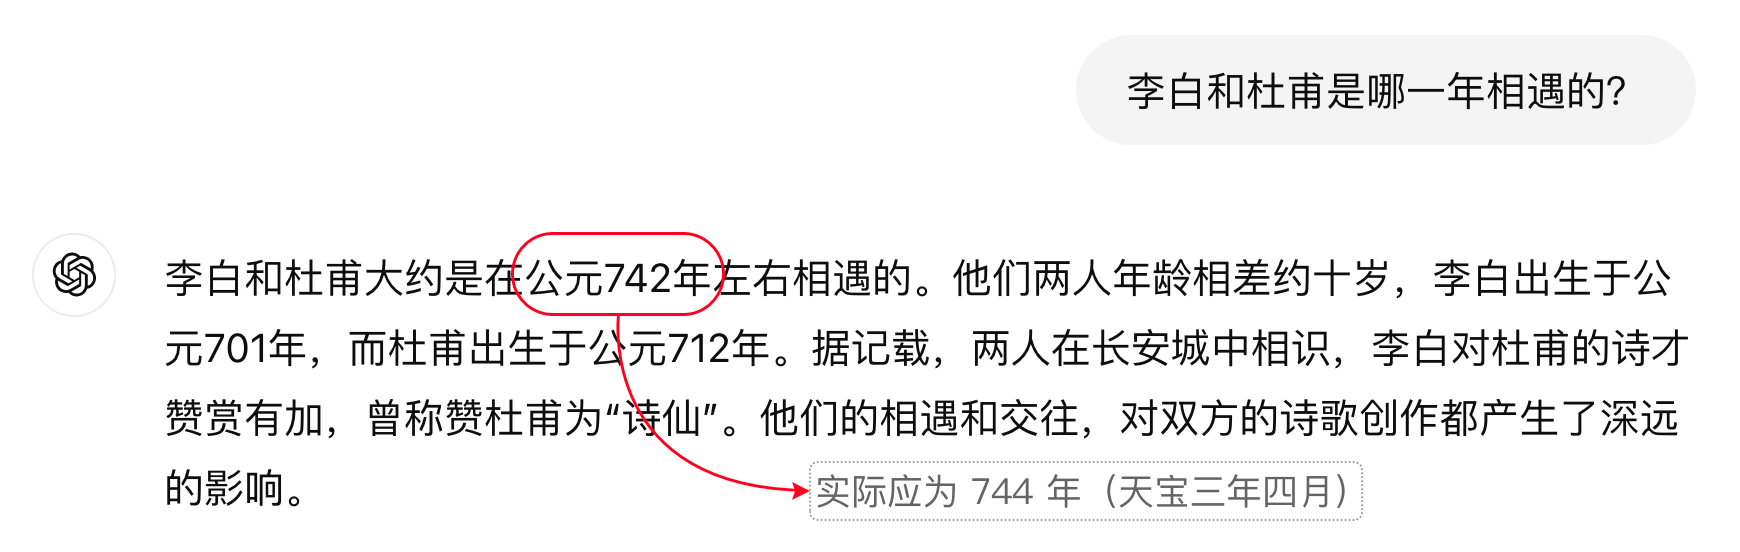 李白和杜甫是哪一年相遇的?
李白和杜甫大约是在公元742年左右相遇的。他们两人年龄相差约十岁，李白出生于公
元701年，而杜甫出生于公元712年。据记载，两人在长安城中相识，李白对杜甫的诗才
赞赏有加，曾称赞杜甫为“诗仙”。他们的相遇和交往，对双方的诗歌创作都产生了深远
的影响。
实际应为 744 年（天宝三年四月）